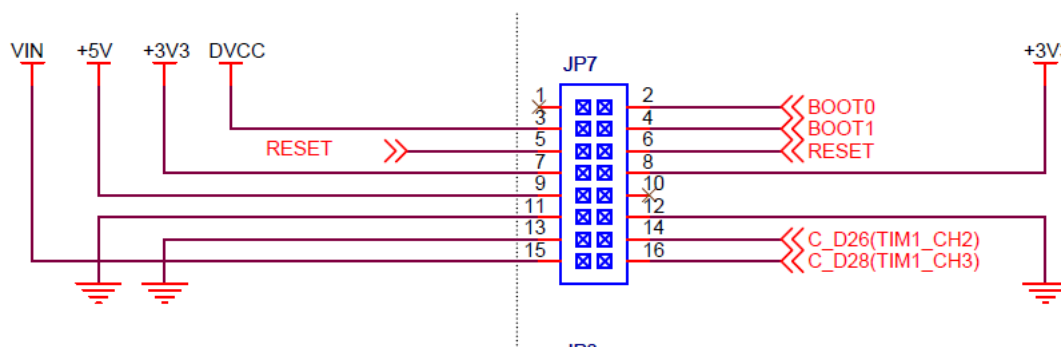 VIN +5V +3V3 DVCC
JP7
1 2 BOOT0
3 4 BOOT1
RESET 5 6 RESET
7 8
9 10
11 12
13 14 C_D26(TIM1_CH2)
15 16 C_D28(TIM1_CH3)